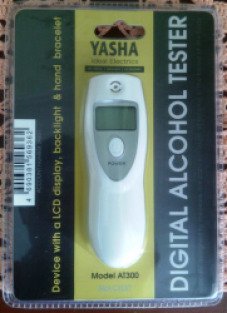 YASHA
Ideal Electrics
POWER
Model AT300
DIGITAL ALCOHOL TESTER
Device with a LCD display, backlight & hand bracelet